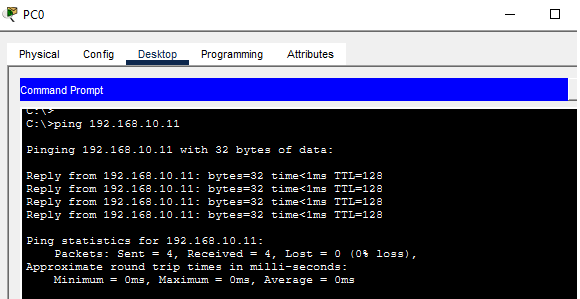 PC0
Physical Config Desktop Programming Attributes
Command Prompt
C:\>
C:\>ping 192.168.10.11
Pinging 192.168.10.11 with 32 bytes of data:
Reply from 192.168.10.11: bytes=32 time<1ms TTL=128
Reply from 192.168.10.11: bytes=32 time<1ms TTL=128
Reply from 192.168.10.11: bytes=32 time<1ms TTL=128
Reply from 192.168.10.11: bytes=32 time<1ms TTL=128
Ping statistics for 192.168.10.11:
Packets: Sent = 4, Received = 4, Lost = 0 (0% loss),
Approximate round trip times in milli-seconds:
Minimum = 0ms, Maximum = 0ms, Average = 0ms